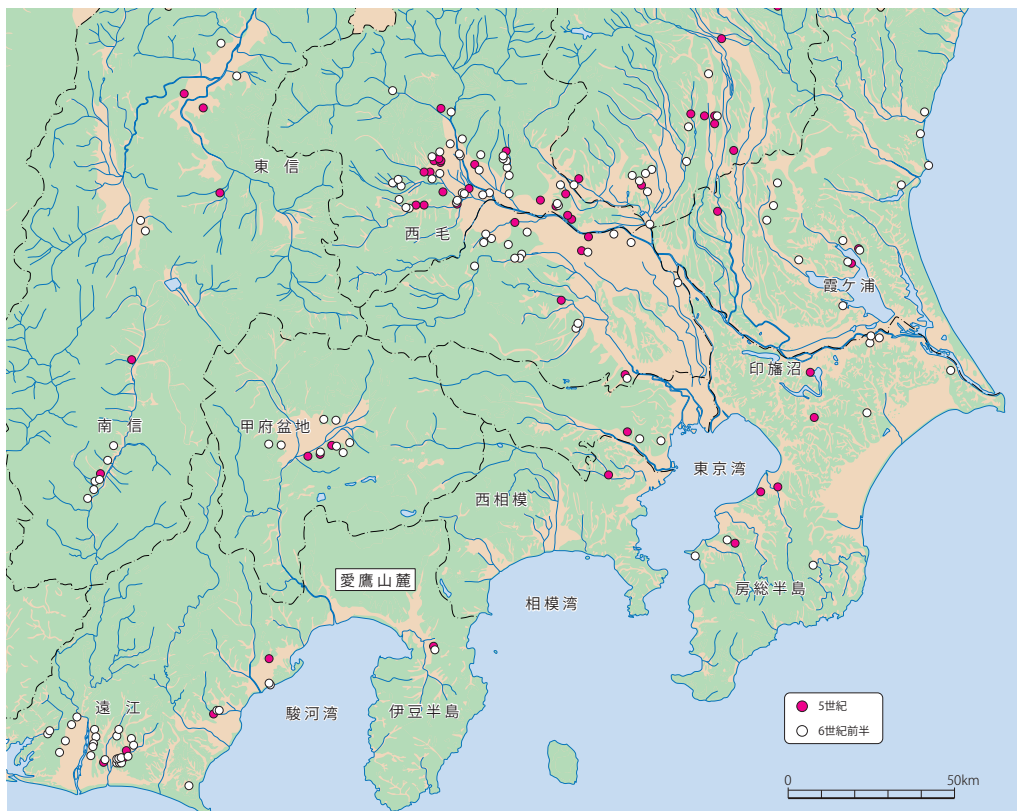 東信
西毛
霞ケ浦
印旛沼
南信
甲府盆地
東京湾
西相模
愛鷹山麓
相模湾
房総半島
遠江
駿河湾
伊豆半島
5世紀
6世紀前半
0 50km